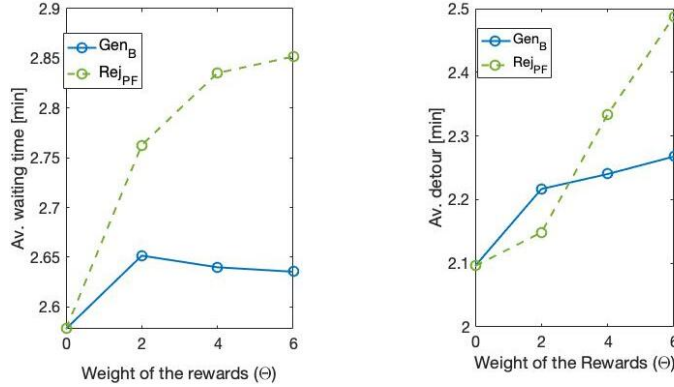 2.9
2.85
2.8
2.75
2.7
2.65
2.6
Av. waiting time [min]
Gen_B
Rej_PF
0 2 4 6
Weight of the rewards (Θ)
2.5
2.4
2.3
2.2
2.1
2
Av. detour [min]
Gen_B
Rej_PF
0 2 4 6
Weight of the Rewards (Θ)